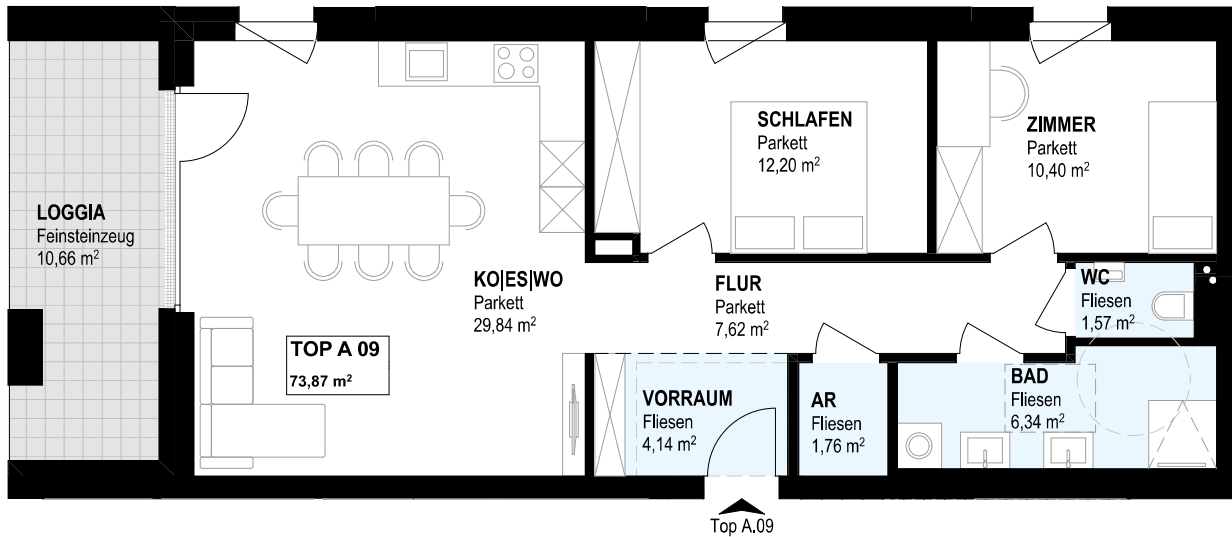 LOGGIA
Feinsteinzeug
10,66 m²
KO|ES|WO
Parkett
29,84 m²
TOP A 09
73,87 m²
SCHLAFEN
Parkett
12,20 m²
ZIMMER
Parkett
10,40 m²
FLUR
Parkett
7,62 m²
WC
Fliesen
1,57 m²
VORRAUM
Fliesen
4,14 m²
AR
Fliesen
1,76 m²
BAD
Fliesen
6,34 m²
Top A.09